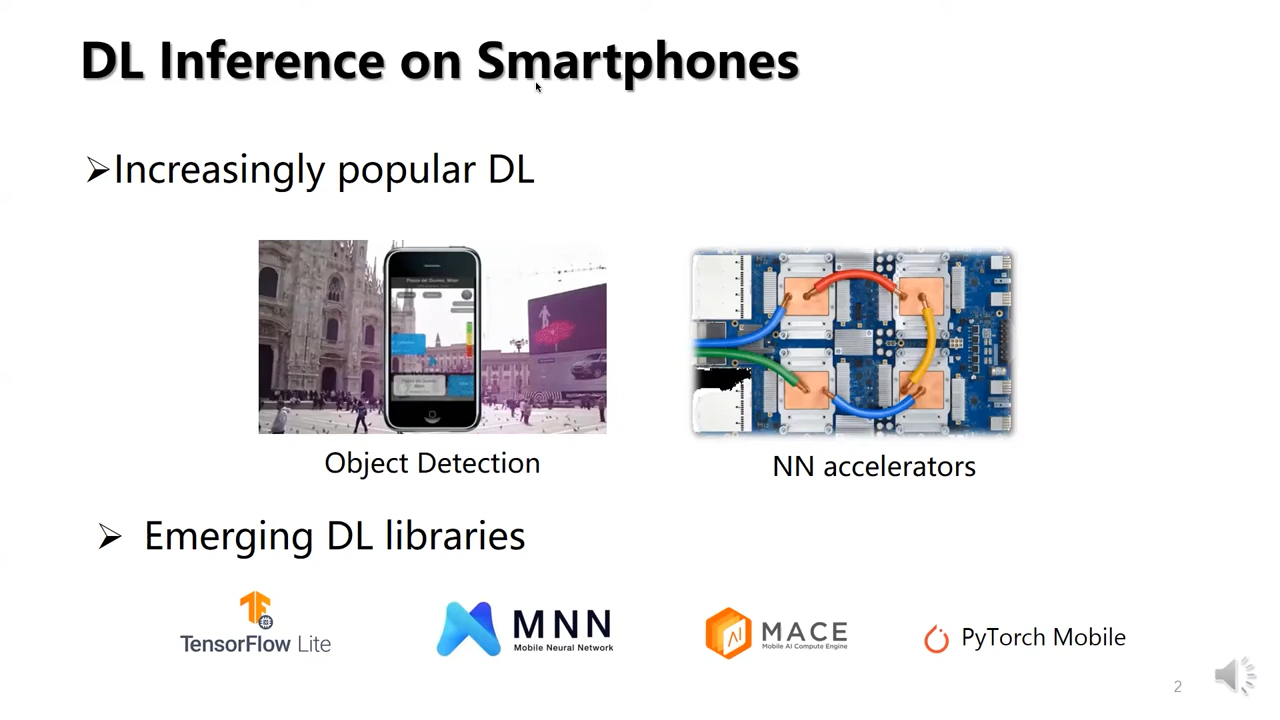 DL Inference on Smartphones
➢Increasingly popular DL
Object Detection
NN accelerators
➢ Emerging DL libraries
TensorFlow Lite
MNN
Mobile Neural Network
AI
MACE
Mobile AI Compute Engine
PyTorch Mobile
2